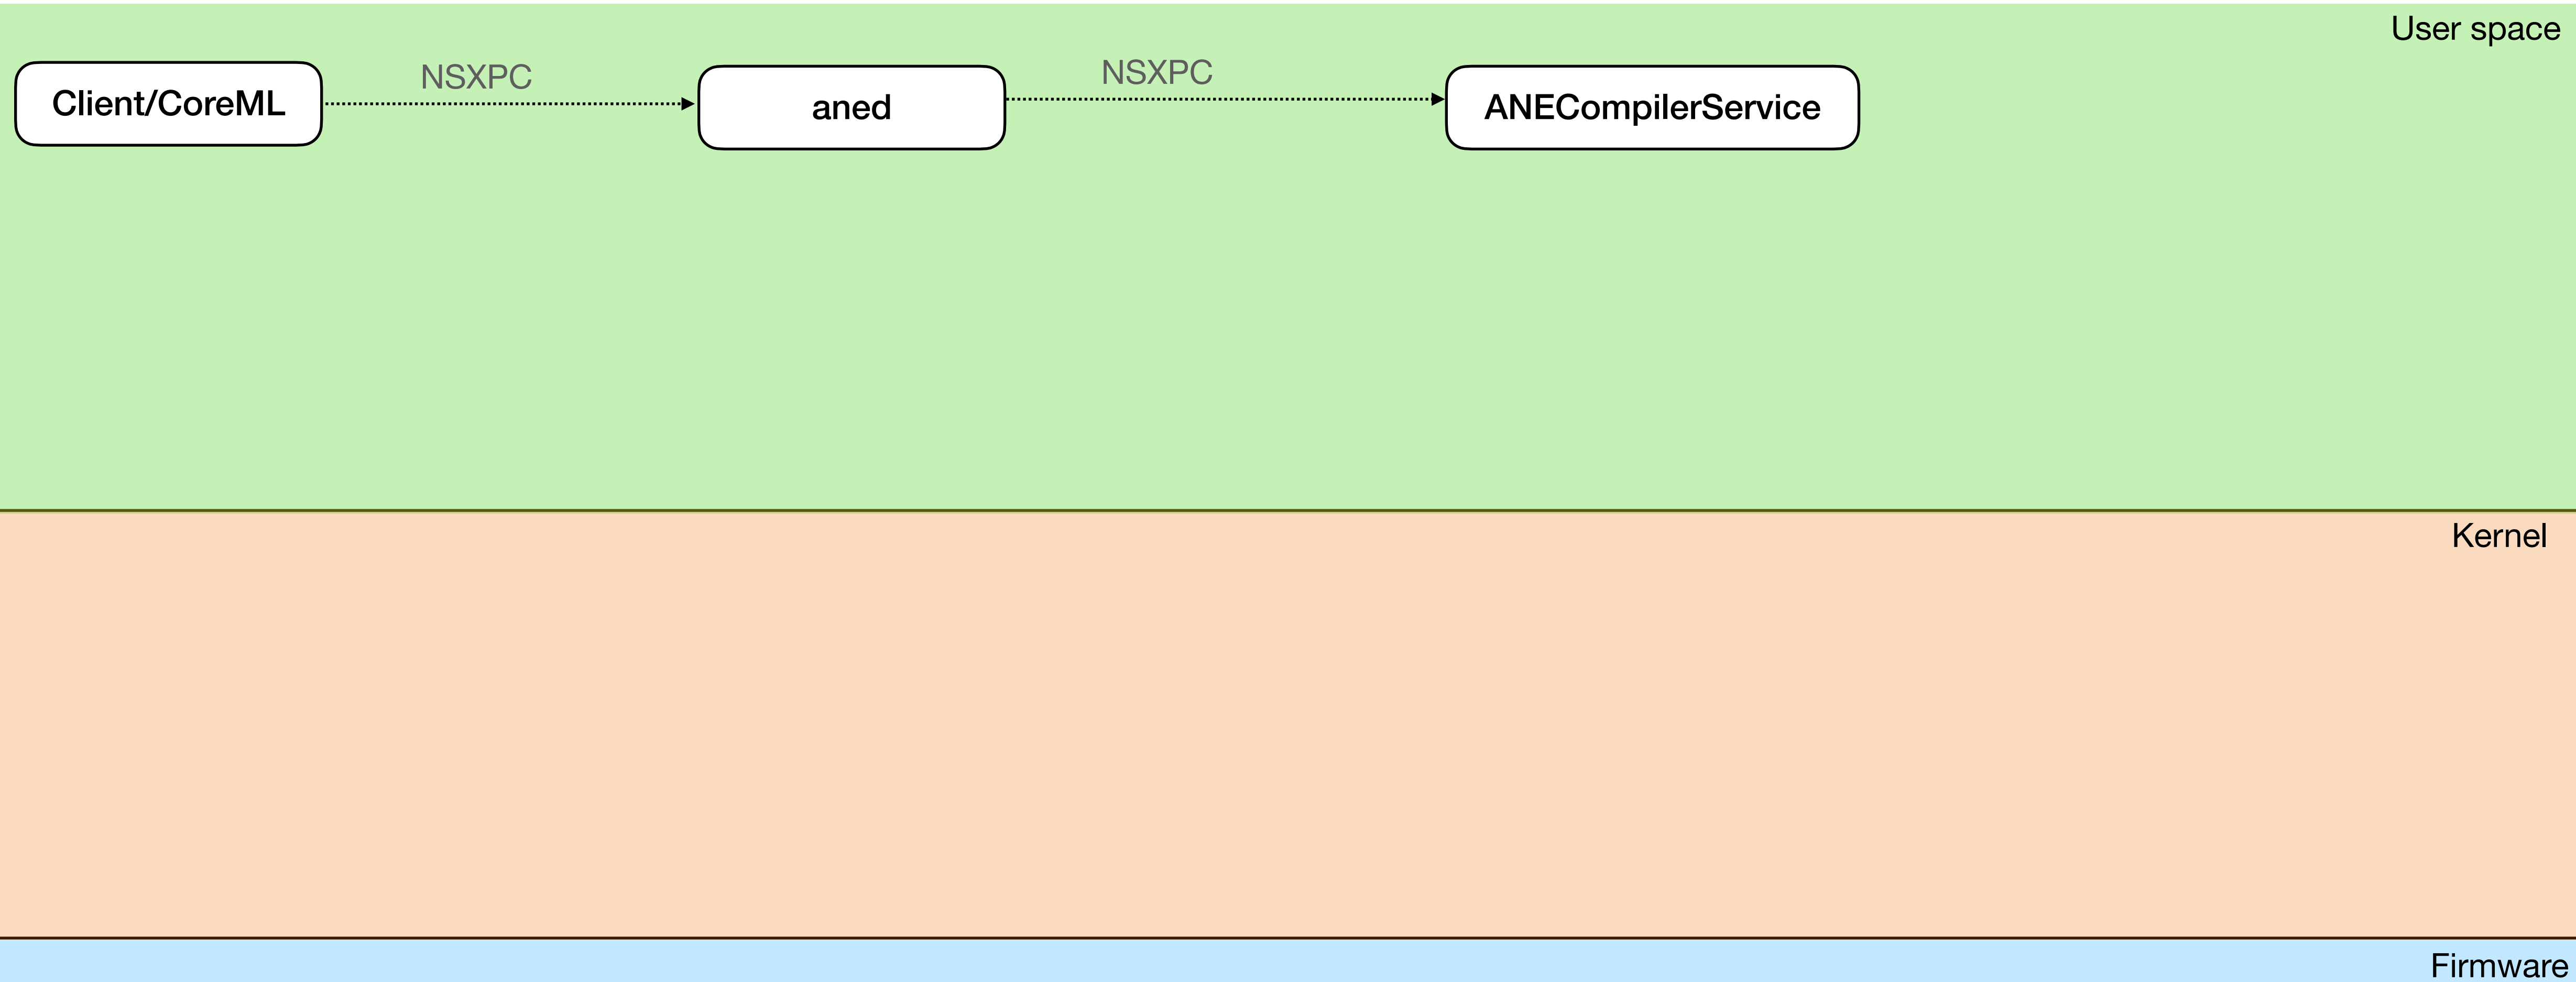 User space
NSXPC
NSXPC
Client/CoreML
aned
ANECompilerService
Kernel
Firmware